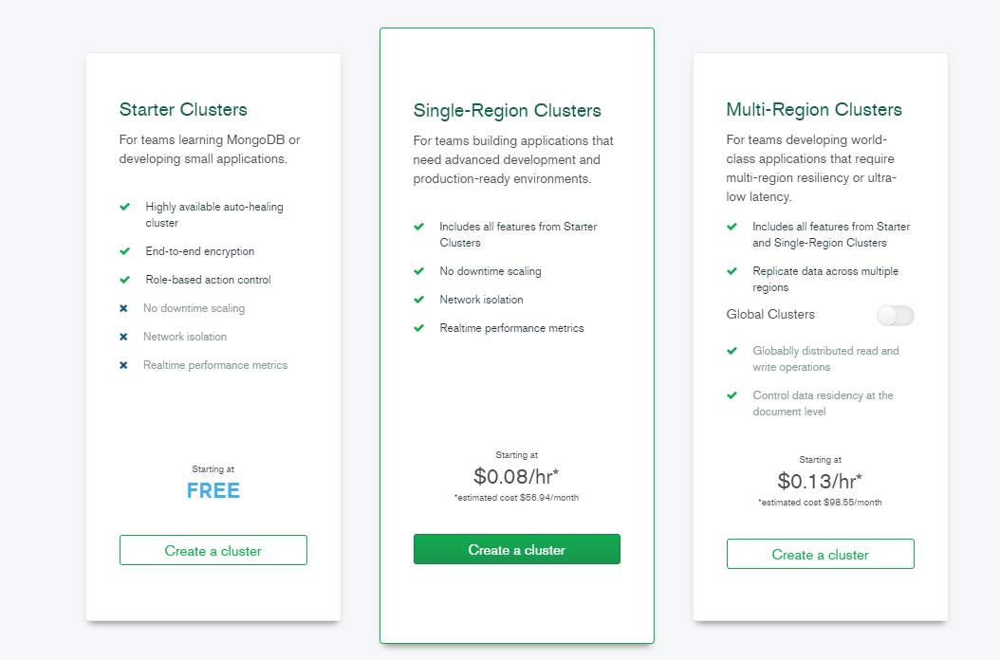 Starter Clusters
For teams learning MongoDB or
developing small applications.
Highly available auto-healing
cluster
End-to-end encryption
Role-based action control
No downtime scaling
Network isolation
Realtime performance metrics
Starting at
FREE
Create a cluster
Single-Region Clusters
For teams building applications that
need advanced development and
production-ready environments.
Includes all features from Starter
Clusters
No downtime scaling
Network isolation
Realtime performance metrics
Starting at
$0.08/hr*
*estimated cost $56.94/month
Create a cluster
Multi-Region Clusters
For teams developing world-
class applications that require
multi-region resiliency or ultra-
low latency.
Includes all features from Starter
and Single-Region Clusters
Replicate data across multiple
regions
Global Clusters
Globablly distributed read and
write operations
Control data residency at the
document level
Starting at
$0.13/hr*
*estimated cost $98.55/month
Create a cluster